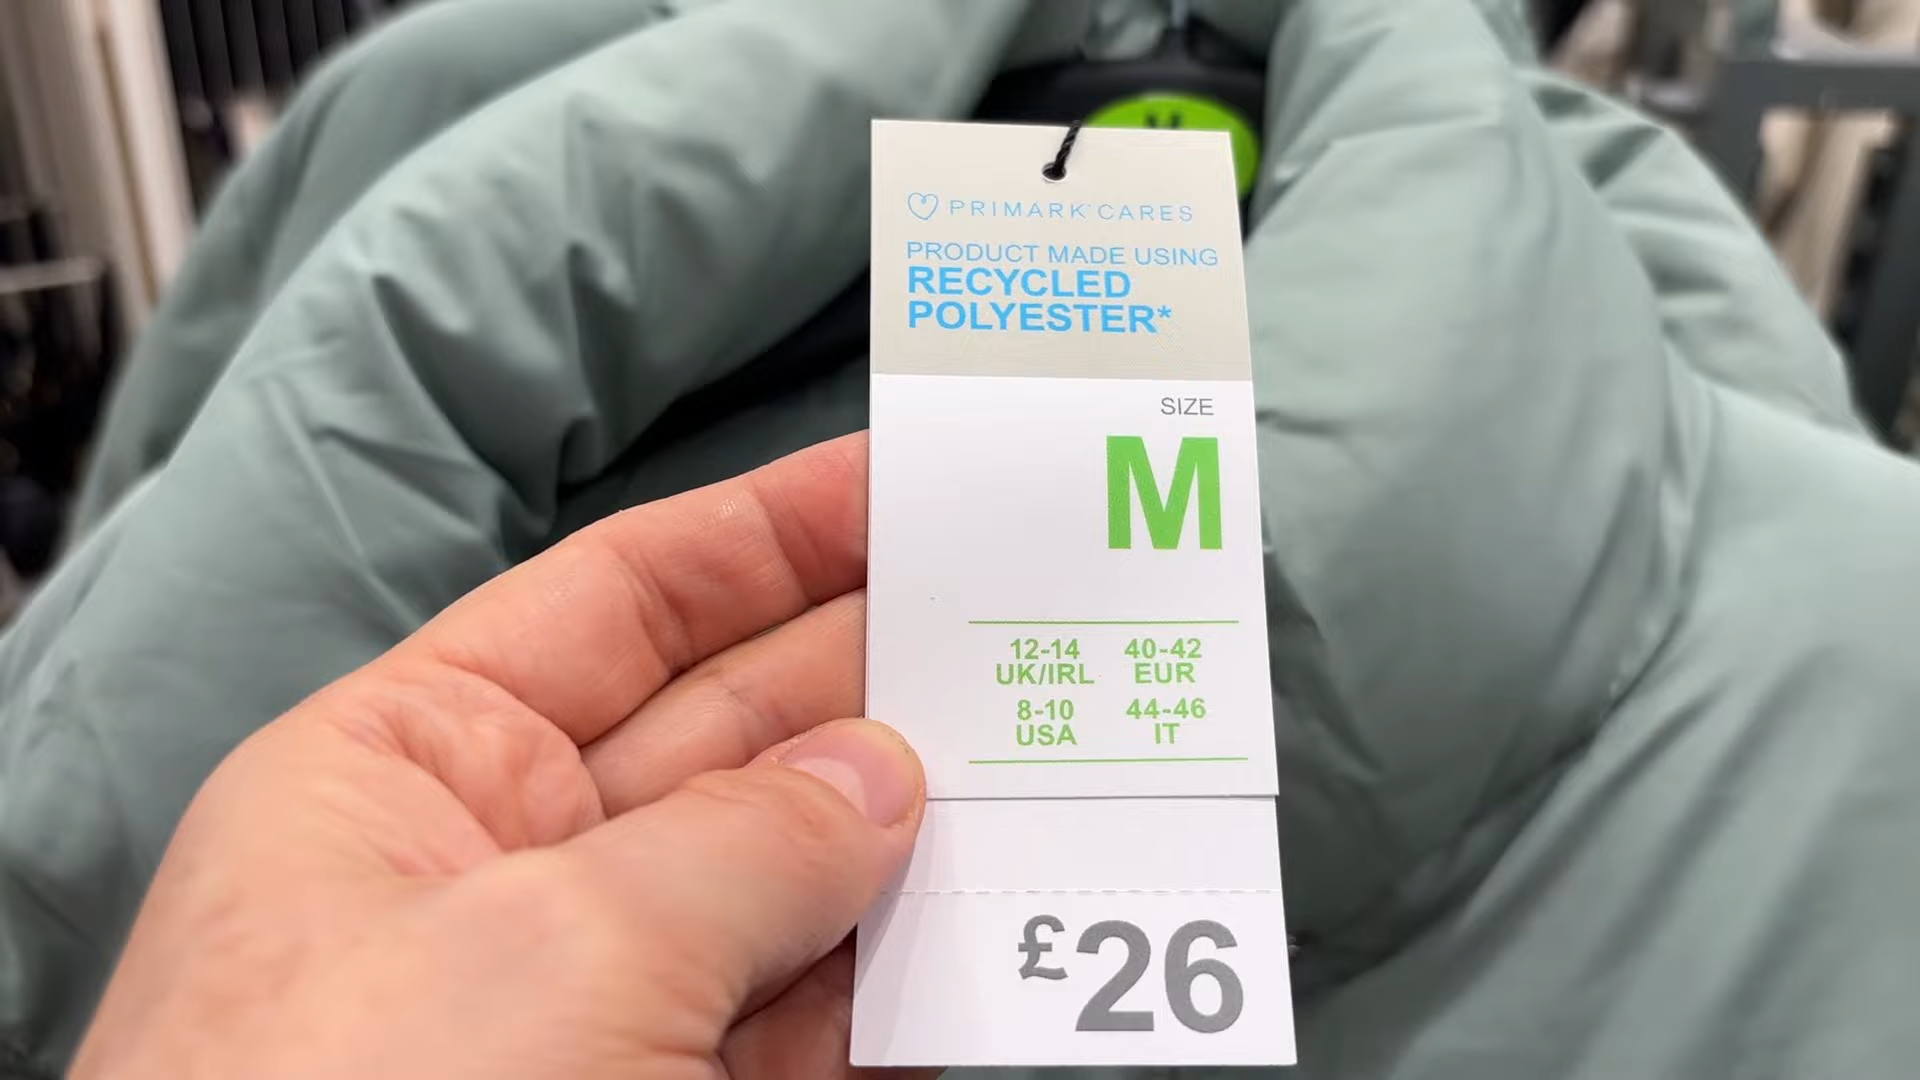 PRIMARK CARES
PRODUCT MADE USING
RECYCLED
POLYESTER*
SIZE
M
12-14
UK/IRL
40-42
EUR
8-10
USA
44-46
IT
£26